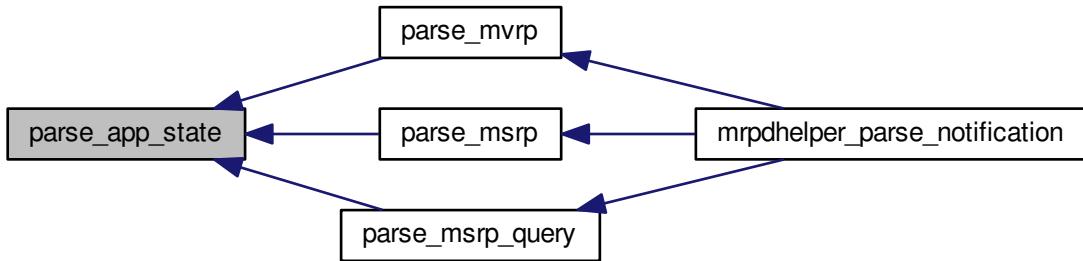 parse_mvrp
parse_app_state
parse_msrp
mrpdhelper_parse_notification
parse_msrp_query